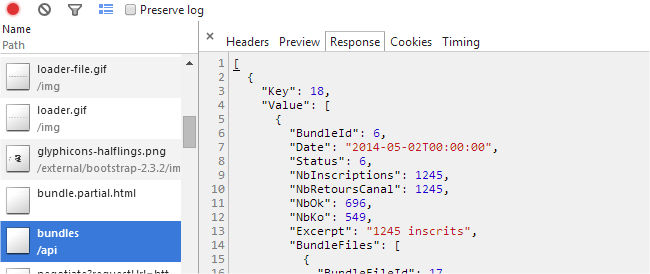 Preserve log
Name
Path
loader-file.gif
/img
loader.gif
/img
glyphicons-halflings.png
/external/bootstrap-2.3.2/im
bundle.partial.html
bundles
/api
× Headers Preview Response Cookies Timing
1 [
2 {
3 "Key": 18,
4 "Value": [
5 {
6 "BundleId": 6,
7 "Date": "2014-05-02T00:00:00",
8 "Status": 6,
9 "NbInscriptions": 1245,
10 "NbRetoursCanal": 1245,
11 "NbOk": 696,
12 "NbKo": 549,
13 "Excerpt": "1245 inscrits",
14 "BundleFiles": [
15 {
16 "BundleFileId": 17